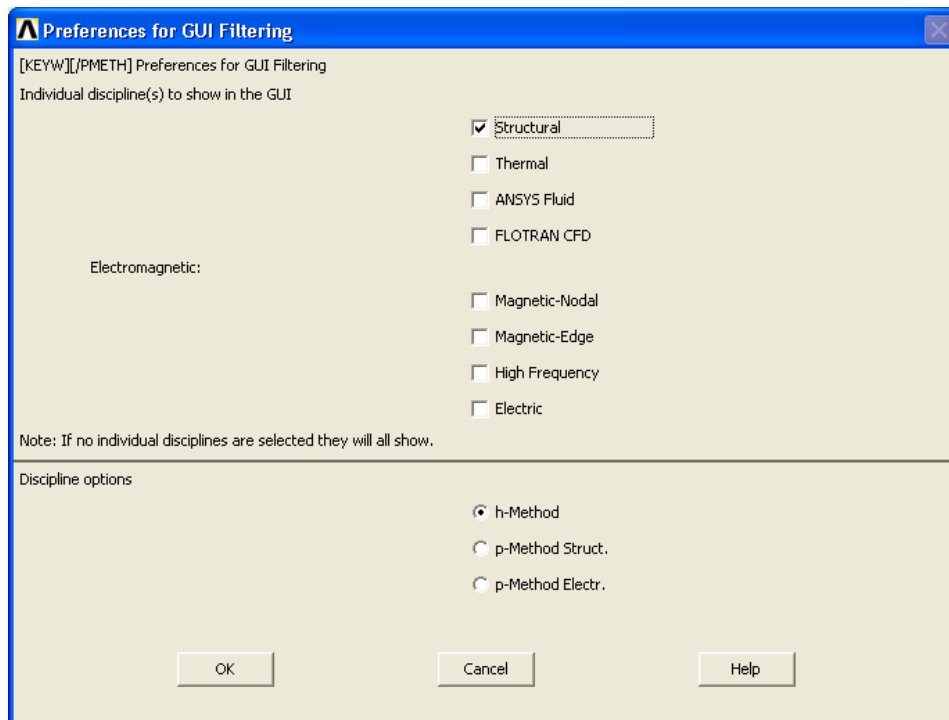 Preferences for GUI Filtering
[KEYW][/PMETH] Preferences for GUI Filtering
Individual discipline(s) to show in the GUI
Structural
Thermal
ANSYS Fluid
FLOTRAN CFD
Electromagnetic:
Magnetic-Nodal
Magnetic-Edge
High Frequency
Electric
Note: If no individual disciplines are selected they will all show.
Discipline options
h-Method
p-Method Struct.
p-Method Electr.
OK Cancel Help